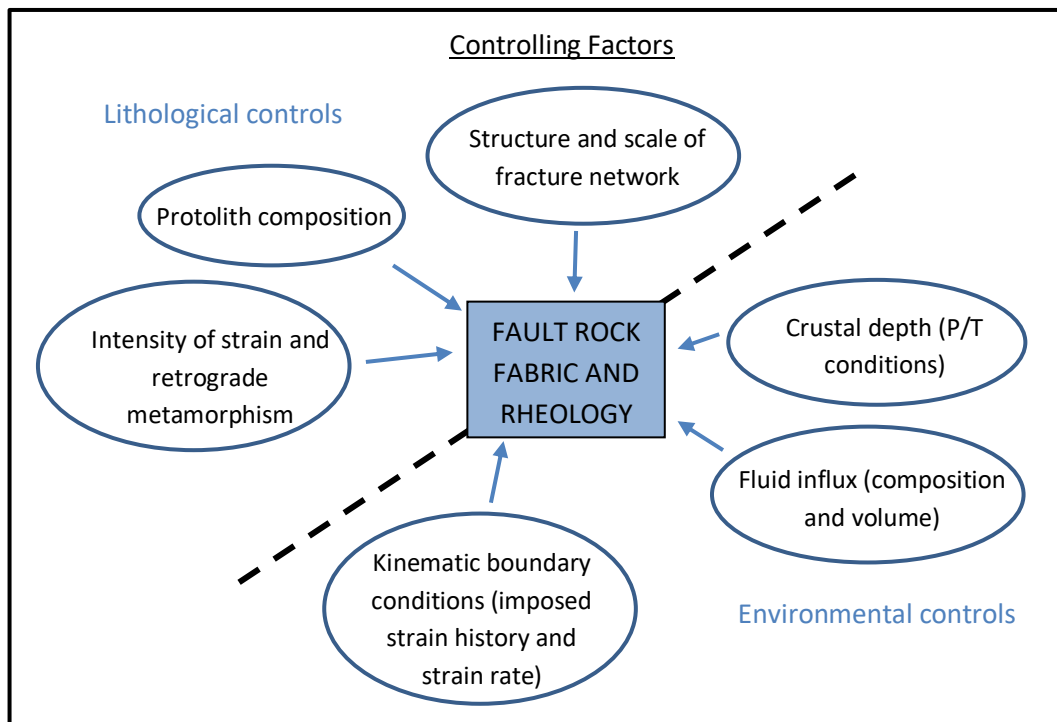 Controlling Factors
Lithological controls
Structure and scale of
fracture network
Protolith composition
Intensity of strain and
retrograde
metamorphism
FAULT ROCK
FABRIC AND
RHEOLOGY
Crustal depth (P/T
conditions)
Fluid influx (composition
and volume)
Kinematic boundary
conditions (imposed
strain history and
strain rate)
Environmental controls